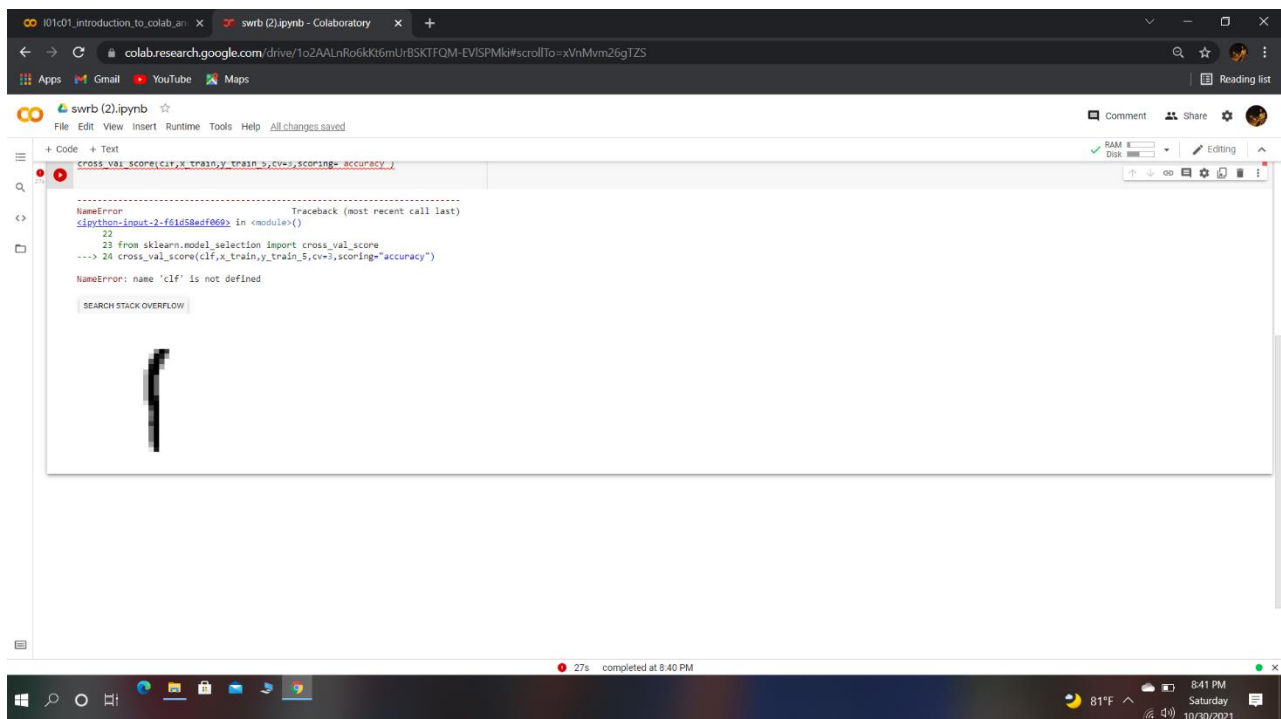 l01c01_introduction_to_colab_an
swrb (2).ipynb - Colaboratory
colab.research.google.com/drive/1o2AALnRo6kKt6mUrBSKTFQM-EVlSPMki#scrollTo=xVnMvm26gTZS
Apps Gmail YouTube Maps Reading list
swrb (2).ipynb
File Edit View Insert Runtime Tools Help All changes saved
Comment Share
+ Code + Text
RAM
Disk
Editing
cross_val_score(clf,x_train,y_train_5,cv=3,scoring="accuracy")
27s
NameError Traceback (most recent call last)
<ipython-input-2-f61d58edf069> in <module>()
22
23 from sklearn.model_selection import cross_val_score
---> 24 cross_val_score(clf,x_train,y_train_5,cv=3,scoring="accuracy")
NameError: name 'clf' is not defined
SEARCH STACK OVERFLOW
27s completed at 8:40 PM
81°F
8:41 PM
Saturday
10/30/2021